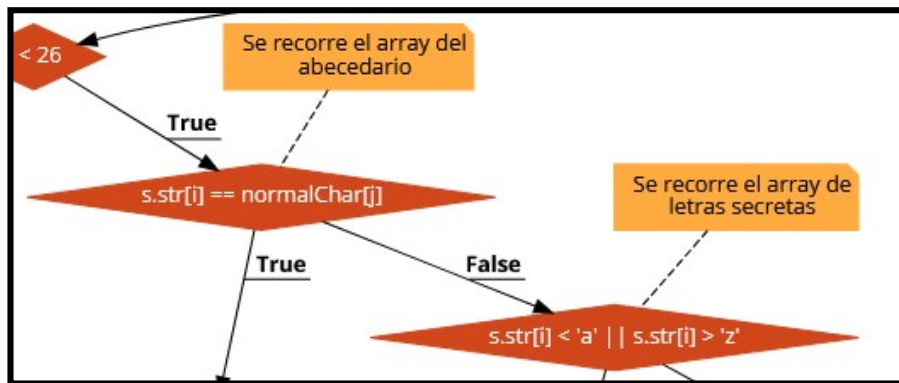 < 26
Se recorre el array del
abecedario
True
s.str[i] == normalChar[j]
Se recorre el array de
letras secretas
True
False
s.str[i] < 'a' || s.str[i] > 'z'